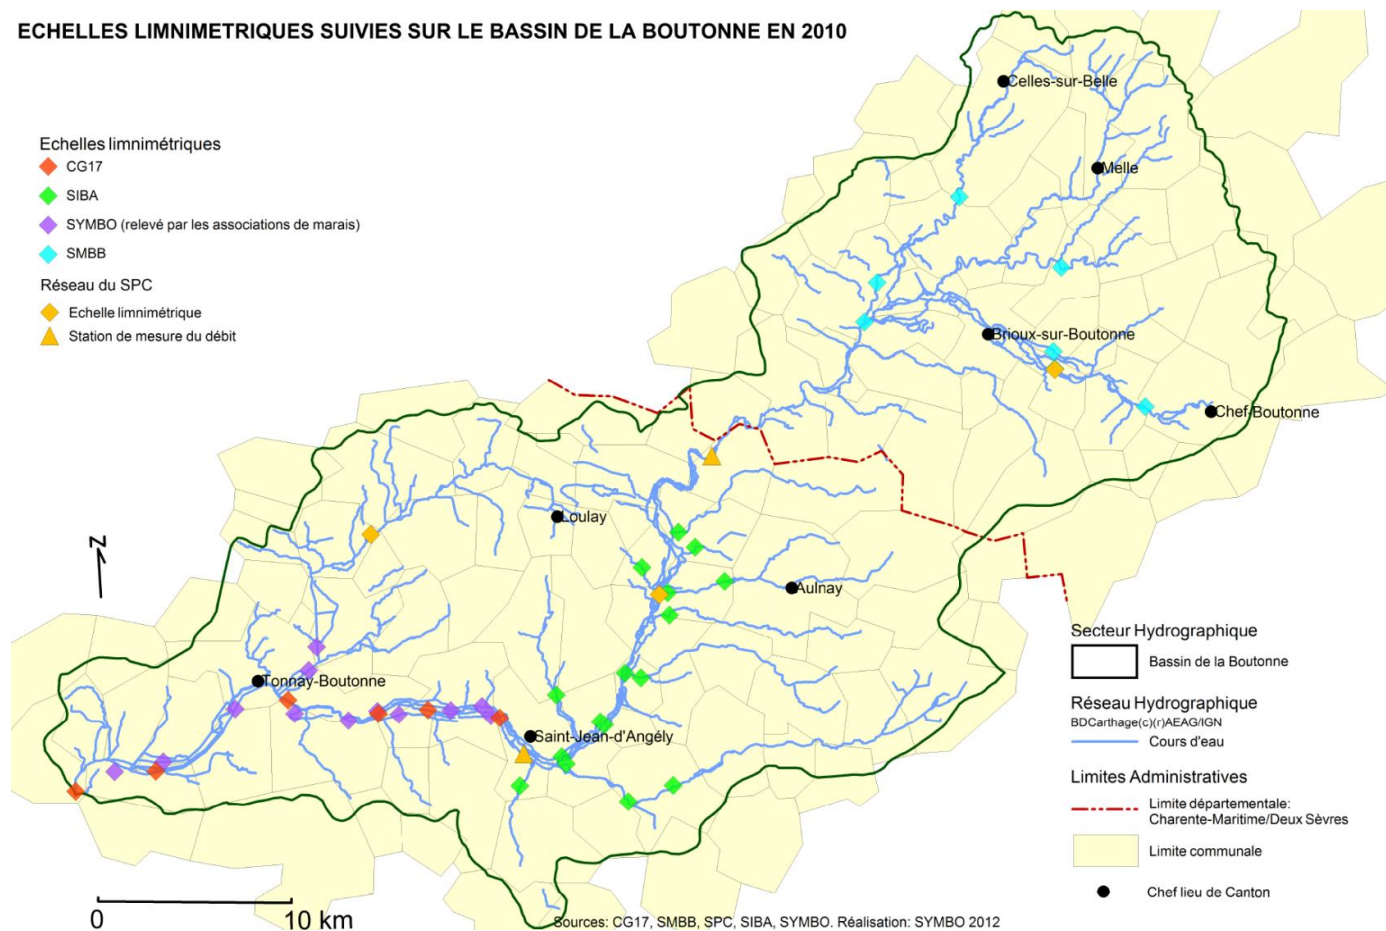 ECHELLES LIMNIMETRIQUES SUIVIES SUR LE BASSIN DE LA BOUTONNE EN 2010
Echelles limnimétriques
CG17
SIBA
SYMBO (relevé par les associations de marais)
SMBB
Réseau du SPC
Echelle limnimétrique
Station de mesure du débit
Celles-sur-Belle
Melle
Brioux-sur-Boutonne
Chef-Boutonne
Loulay
Aulnay
Tonnay-Boutonne
Saint-Jean-d'Angély
N
Secteur Hydrographique
Bassin de la Boutonne
Réseau Hydrographique
BDCarthage(c)(r)AEAG/IGN
Cours d'eau
Limites Administratives
Limite départementale:
Charente-Maritime/Deux Sèvres
Limite communale
Chef lieu de Canton
0 10 km
Sources: CG17, SMBB, SPC, SIBA, SYMBO. Réalisation: SYMBO 2012